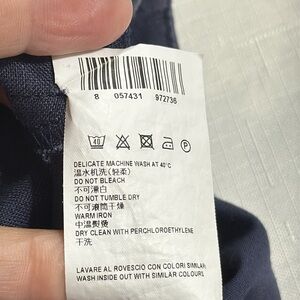 8 057431 972736
40
P
DELICATE MACHINE WASH AT 40°C
温水机洗(轻柔)
DO NOT BLEACH
不可漂白
DO NOT TUMBLE DRY
不可滚筒干燥
WARM IRON
中温熨烫
DRY CLEAN WITH PERCHLOROETHYLENE
干洗
LAVARE AL ROVESCIO CON COLORI SIMILARI
WASH INSIDE OUT WITH SIMILAR COLOURS